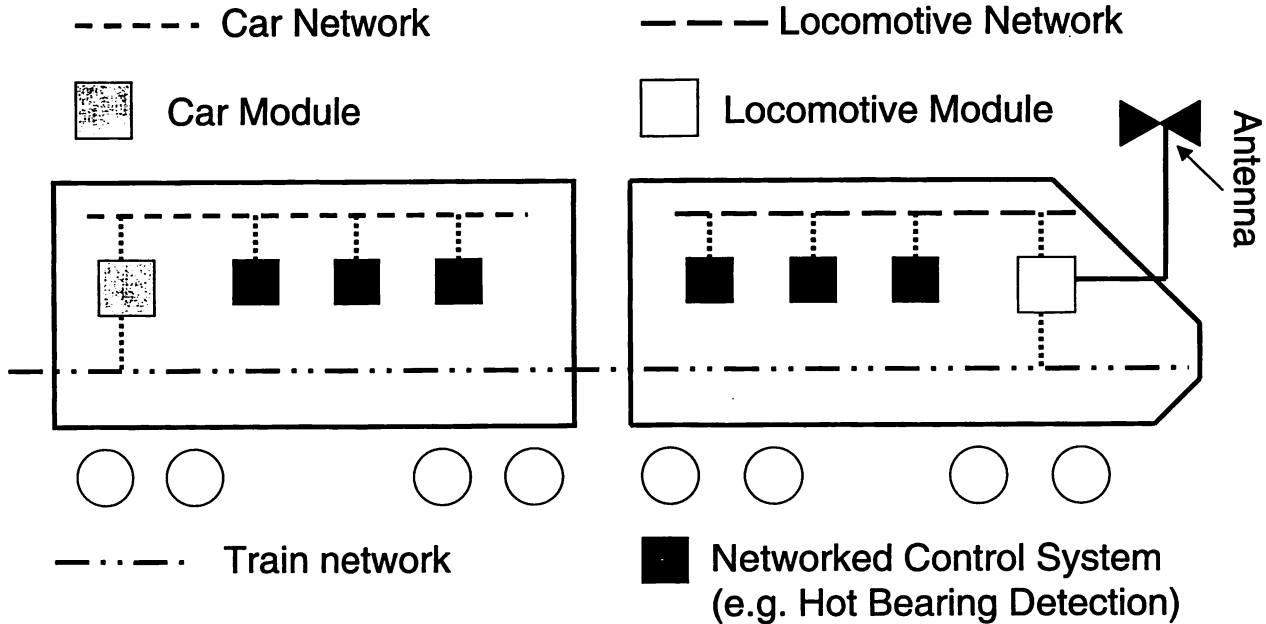 Car Network
Locomotive Network
Car Module
Locomotive Module
Antenna
Train network
Networked Control System
(e.g. Hot Bearing Detection)